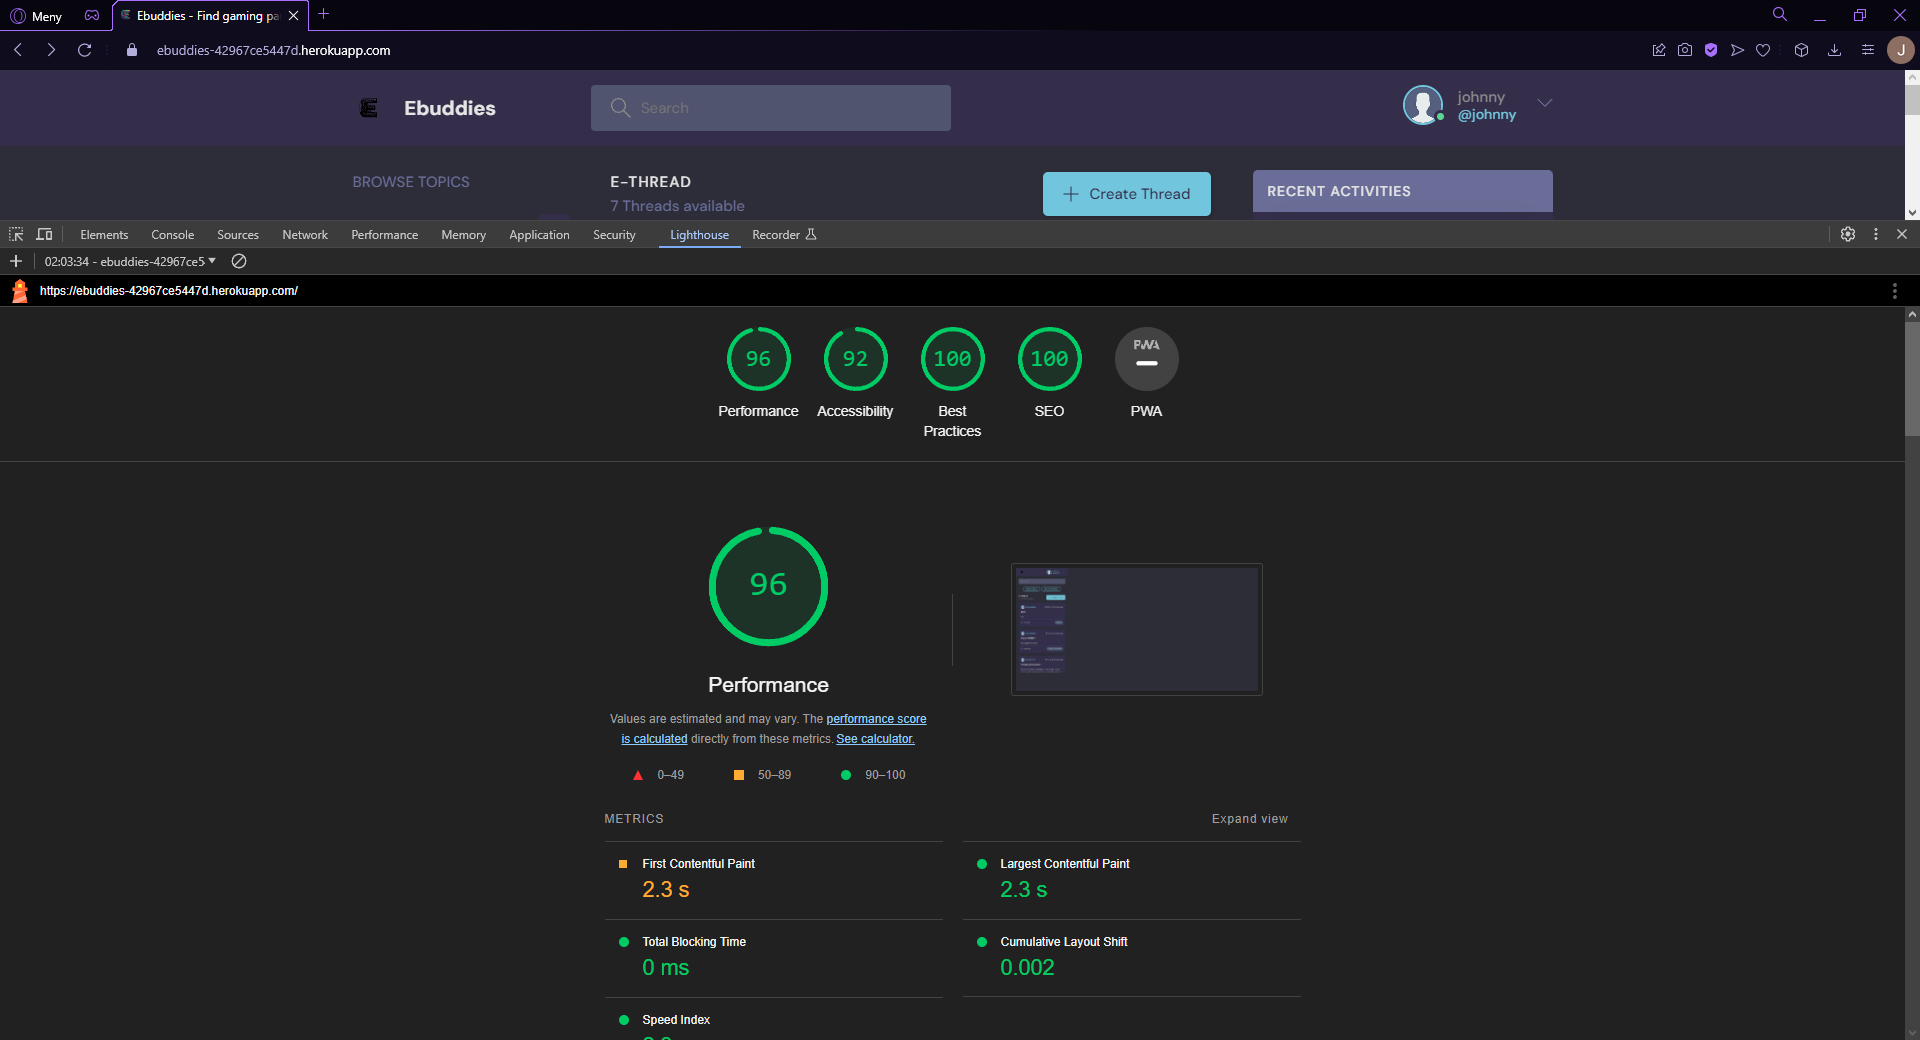 Meny
Ebuddies - Find gaming pa
ebuddies-42967ce5447d.herokuapp.com
J
Ebuddies
Search
johnny
@johnny
BROWSE TOPICS
E-THREAD
7 Threads available
Create Thread
RECENT ACTIVITIES
Elements Console Sources Network Performance Memory Application Security Lighthouse Recorder
02:03:34 - ebuddies-42967ce5
https://ebuddies-42967ce5447d.herokuapp.com/
96 92 100 100 PWA
Performance Accessibility Best Practices SEO PWA
96
Performance
Values are estimated and may vary. The performance score
is calculated directly from these metrics. See calculator.
0–49 50–89 90–100
METRICS Expand view
First Contentful Paint
2.3 s
Largest Contentful Paint
2.3 s
Total Blocking Time
0 ms
Cumulative Layout Shift
0.002
Speed Index